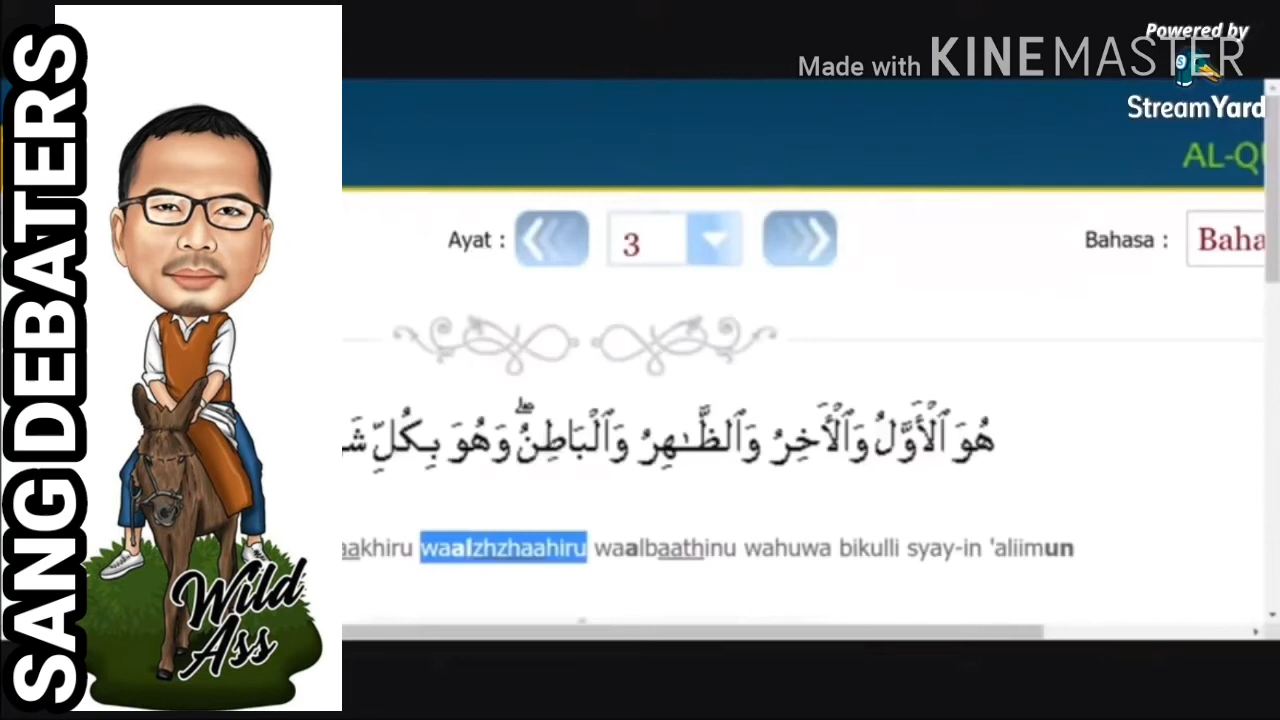 SANG DEBATERS
Powered by
Made with KINEMASTER
StreamYard
AL-QU
Ayat :
3
Bahasa :
Baha
هُوَ ٱلْأَوَّلُ وَٱلْأَخِرُ وَٱلظَّـٰهِرُ وَٱلْبَاطِنُ ۖ وَهُوَ بِكُلِّ شَ
aakhiru waalzhzhaahiru waalbaathinu wahuwa bikulli syay-in 'aliimun
Wild
Ass